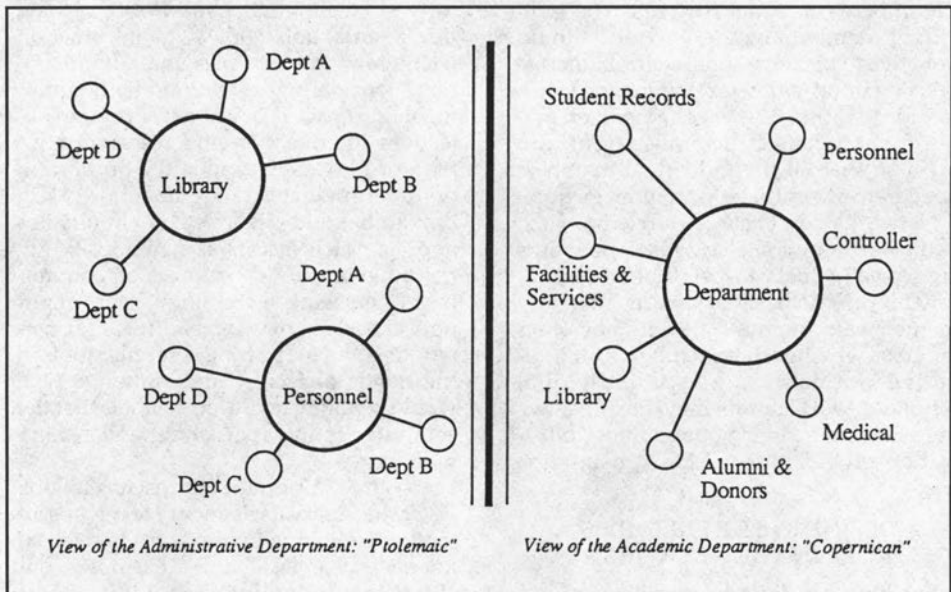 Dept A
Dept D
Library
Dept B
Dept C
Dept A
Dept D
Personnel
Dept B
Dept C
View of the Administrative Department: "Ptolemaic"
Student Records
Personnel
Controller
Facilities &
Services
Department
Library
Medical
Alumni &
Donors
View of the Academic Department: "Copernican"